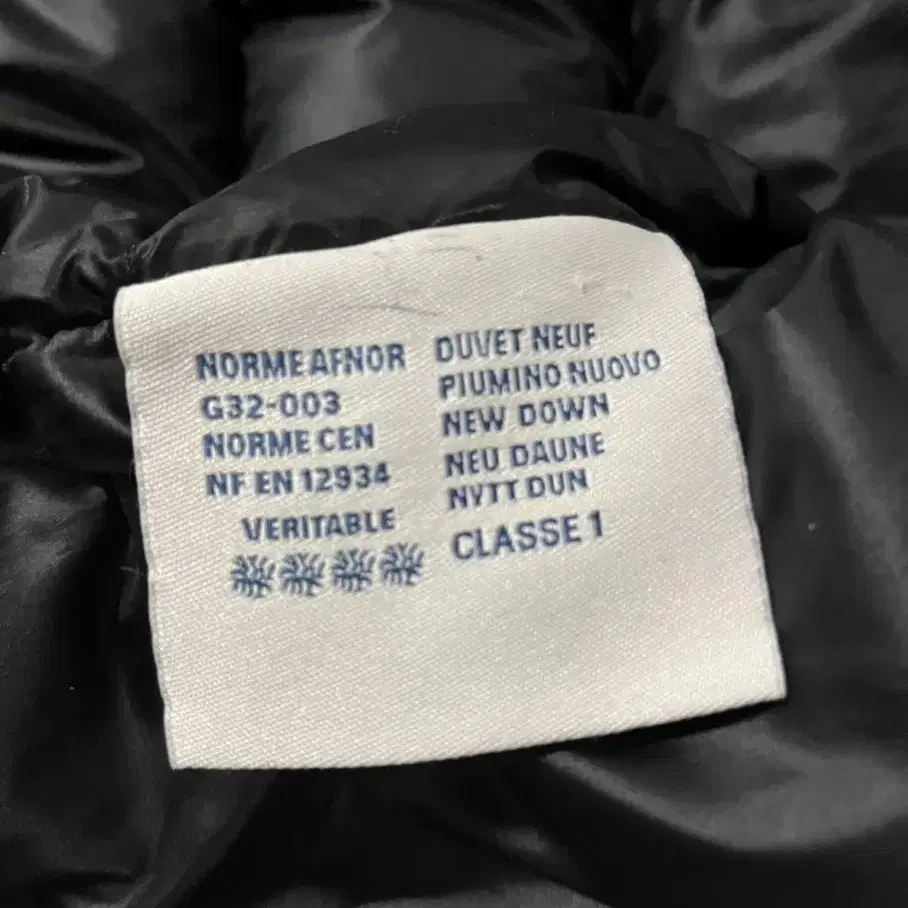 NORME AFNOR
G32-003
NORME CEN
NF EN 12934
VERITABLE
DUVET NEUF
PIUMINO NUOVO
NEW DOWN
NEU DAUNE
NYTT DUN
CLASSE 1